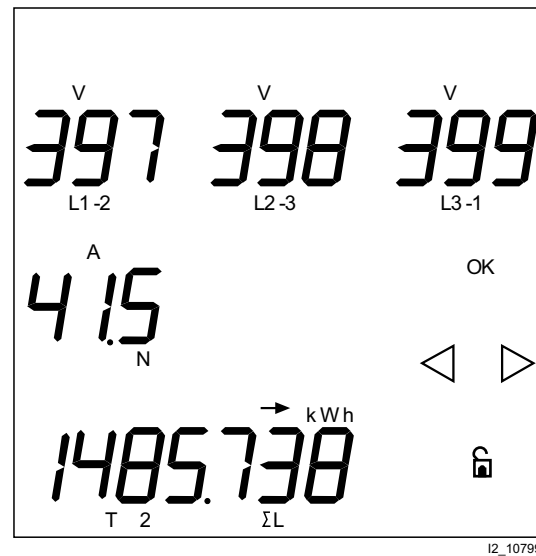 V V V
397 398 399
L1-2 L2-3 L3-1
A
41.5
OK
N
→ kWh
1485.738
T 2 ΣL
I2_10799